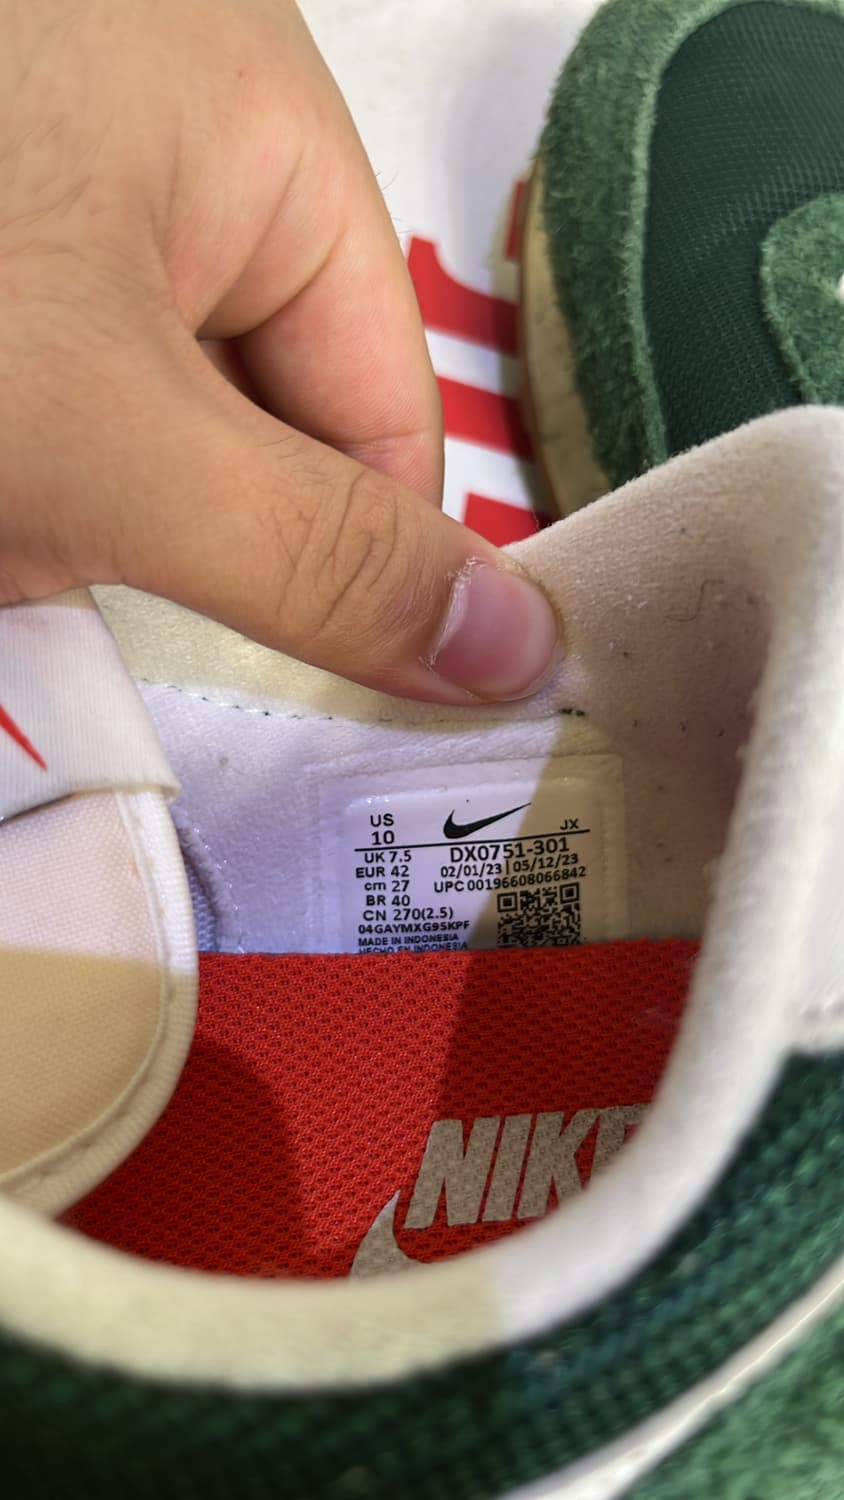 US
10
JX
UK 7.5
EUR 42
cm 27
BR 40
CN 270(2.5)
DX0751-301
02/01/23 | 05/12/23
UPC 00196608066842
04GAYMXG95KPF
MADE IN INDONESIA
HECHO EN INDONESIA
NIKE